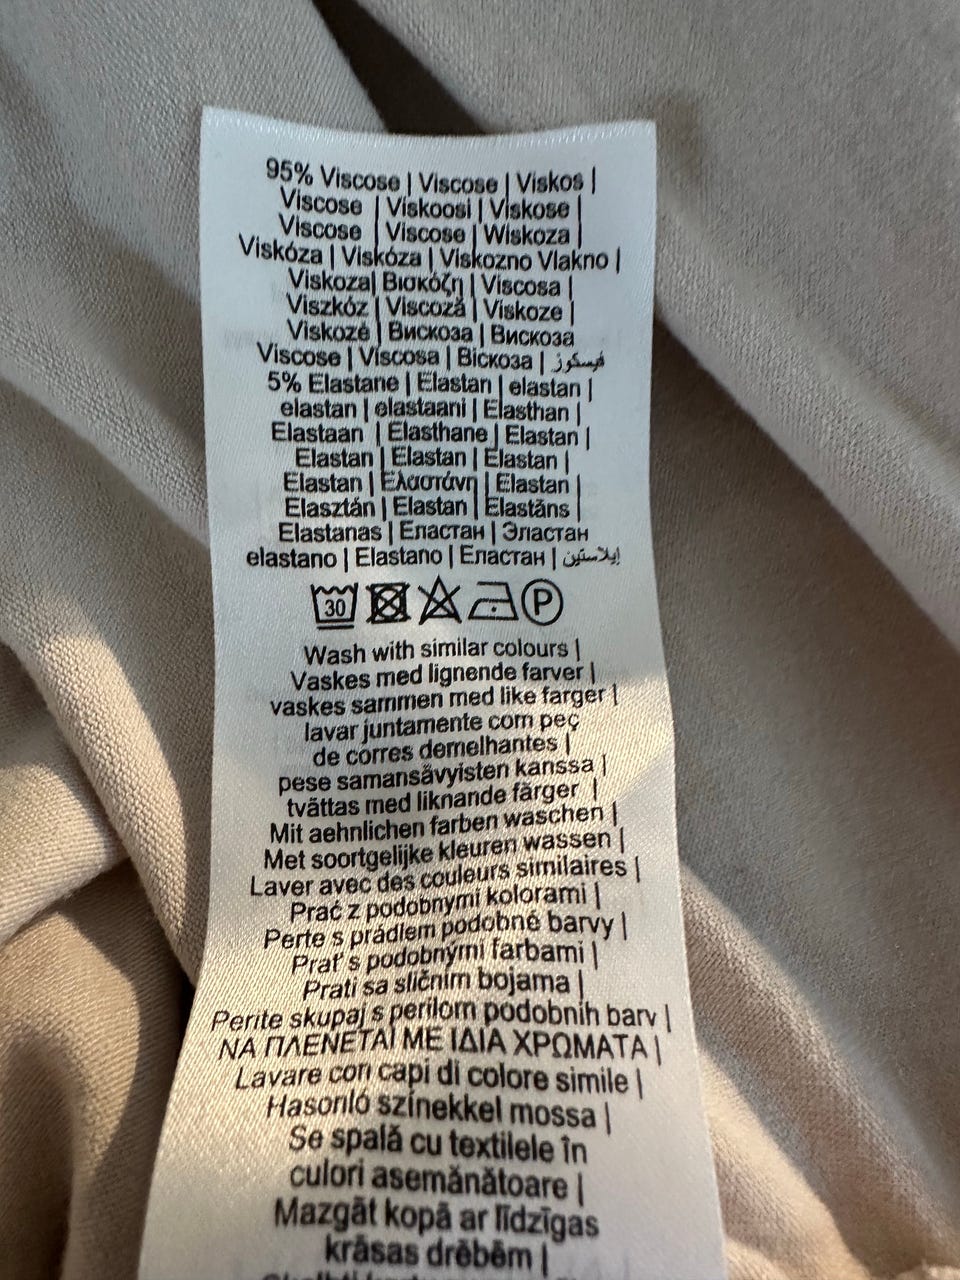 95% Viscose | Viscose | Viskos |
Viscose | Viskoosi | Viskose |
Viscose | Viscose | Wiskoza |
Viskóza | Viskóza | Viskozno Vlakno |
Viskoza| Βισκόζη | Viscosa |
Viszkóz | Viscoză | Viskoze |
Viskozė | Вискоза | Вискоза
Viscose | Viscosa | Віскоза | فيسكوز
5% Elastane | Elastan | elastan |
elastan | elastaani | Elasthan |
Elastaan | Elasthane | Elastan |
Elastan | Elastan | Elastan |
Elastan | Ελαστάνη | Elastan |
Elasztán | Elastan | Elastāns |
Elastanas | Еластан | Эластан
elastano | Elastano | Еластан | إيلاستين
30 P
Wash with similar colours |
Vaskes med lignende farver |
vaskes sammen med like farger |
lavar juntamente com peç
de corres demelhantes |
pese samansävyisten kanssa |
tvättas med liknande färger |
Mit aehnlichen farben waschen |
Met soortgelijke kleuren wassen |
Laver avec des couleurs similaires |
Prać z podobnymi kolorami |
Perte s prádlem podobné barvy |
Prať s podobnými farbami |
Prati sa sličnim bojama |
Perite skupaj s perilom podobnih barv |
ΝΑ ΠΛΕΝΕΤΑΙ ΜΕ ΙΔΙΑ ΧΡΩΜΑΤΑ |
Lavare con capi di colore simile |
Hasonló színekkel mossa |
Se spală cu textilele în
culori asemănătoare |
Mazgāt kopā ar līdzīgas
krāsas drēbēm |